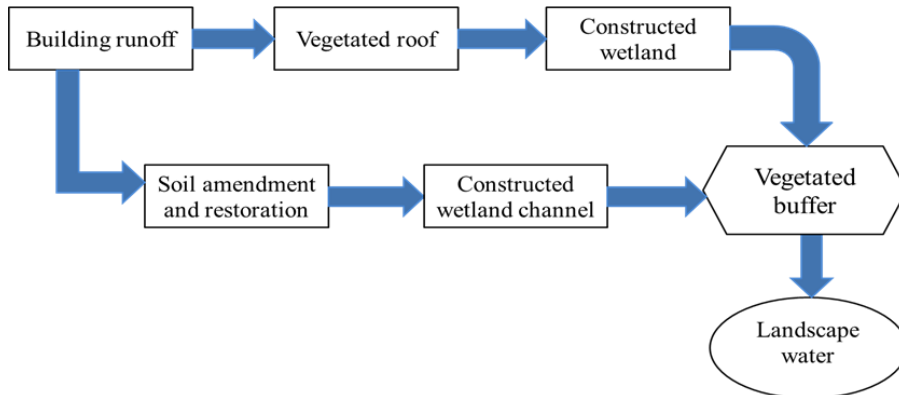 Building runoff
Vegetated roof
Constructed
wetland
Soil amendment
and restoration
Constructed
wetland channel
Vegetated
buffer
Landscape
water